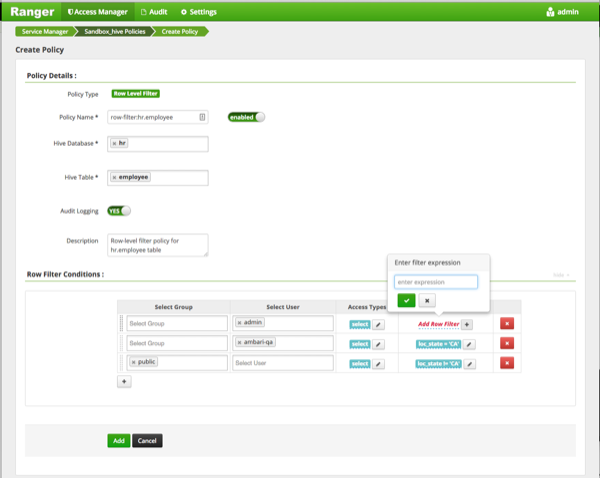 Ranger Access Manager Audit Settings admin
Service Manager Sandbox_hive Policies Create Policy
Create Policy
Policy Details :
Policy Type Row Level Filter
Policy Name * row-filter:hr.employee enabled
Hive Database * × hr
Hive Table * × employee
Audit Logging YES
Description Row-level filter policy for
hr.employee table
Enter filter expression
enter expression
Row Filter Conditions :
hide
Select Group Select User Access Types
Select Group × admin select Add Row Filter +
Select Group × ambari-qa select loc_state = 'CA'
× public Select User select loc_state != 'CA'
+
Add Cancel